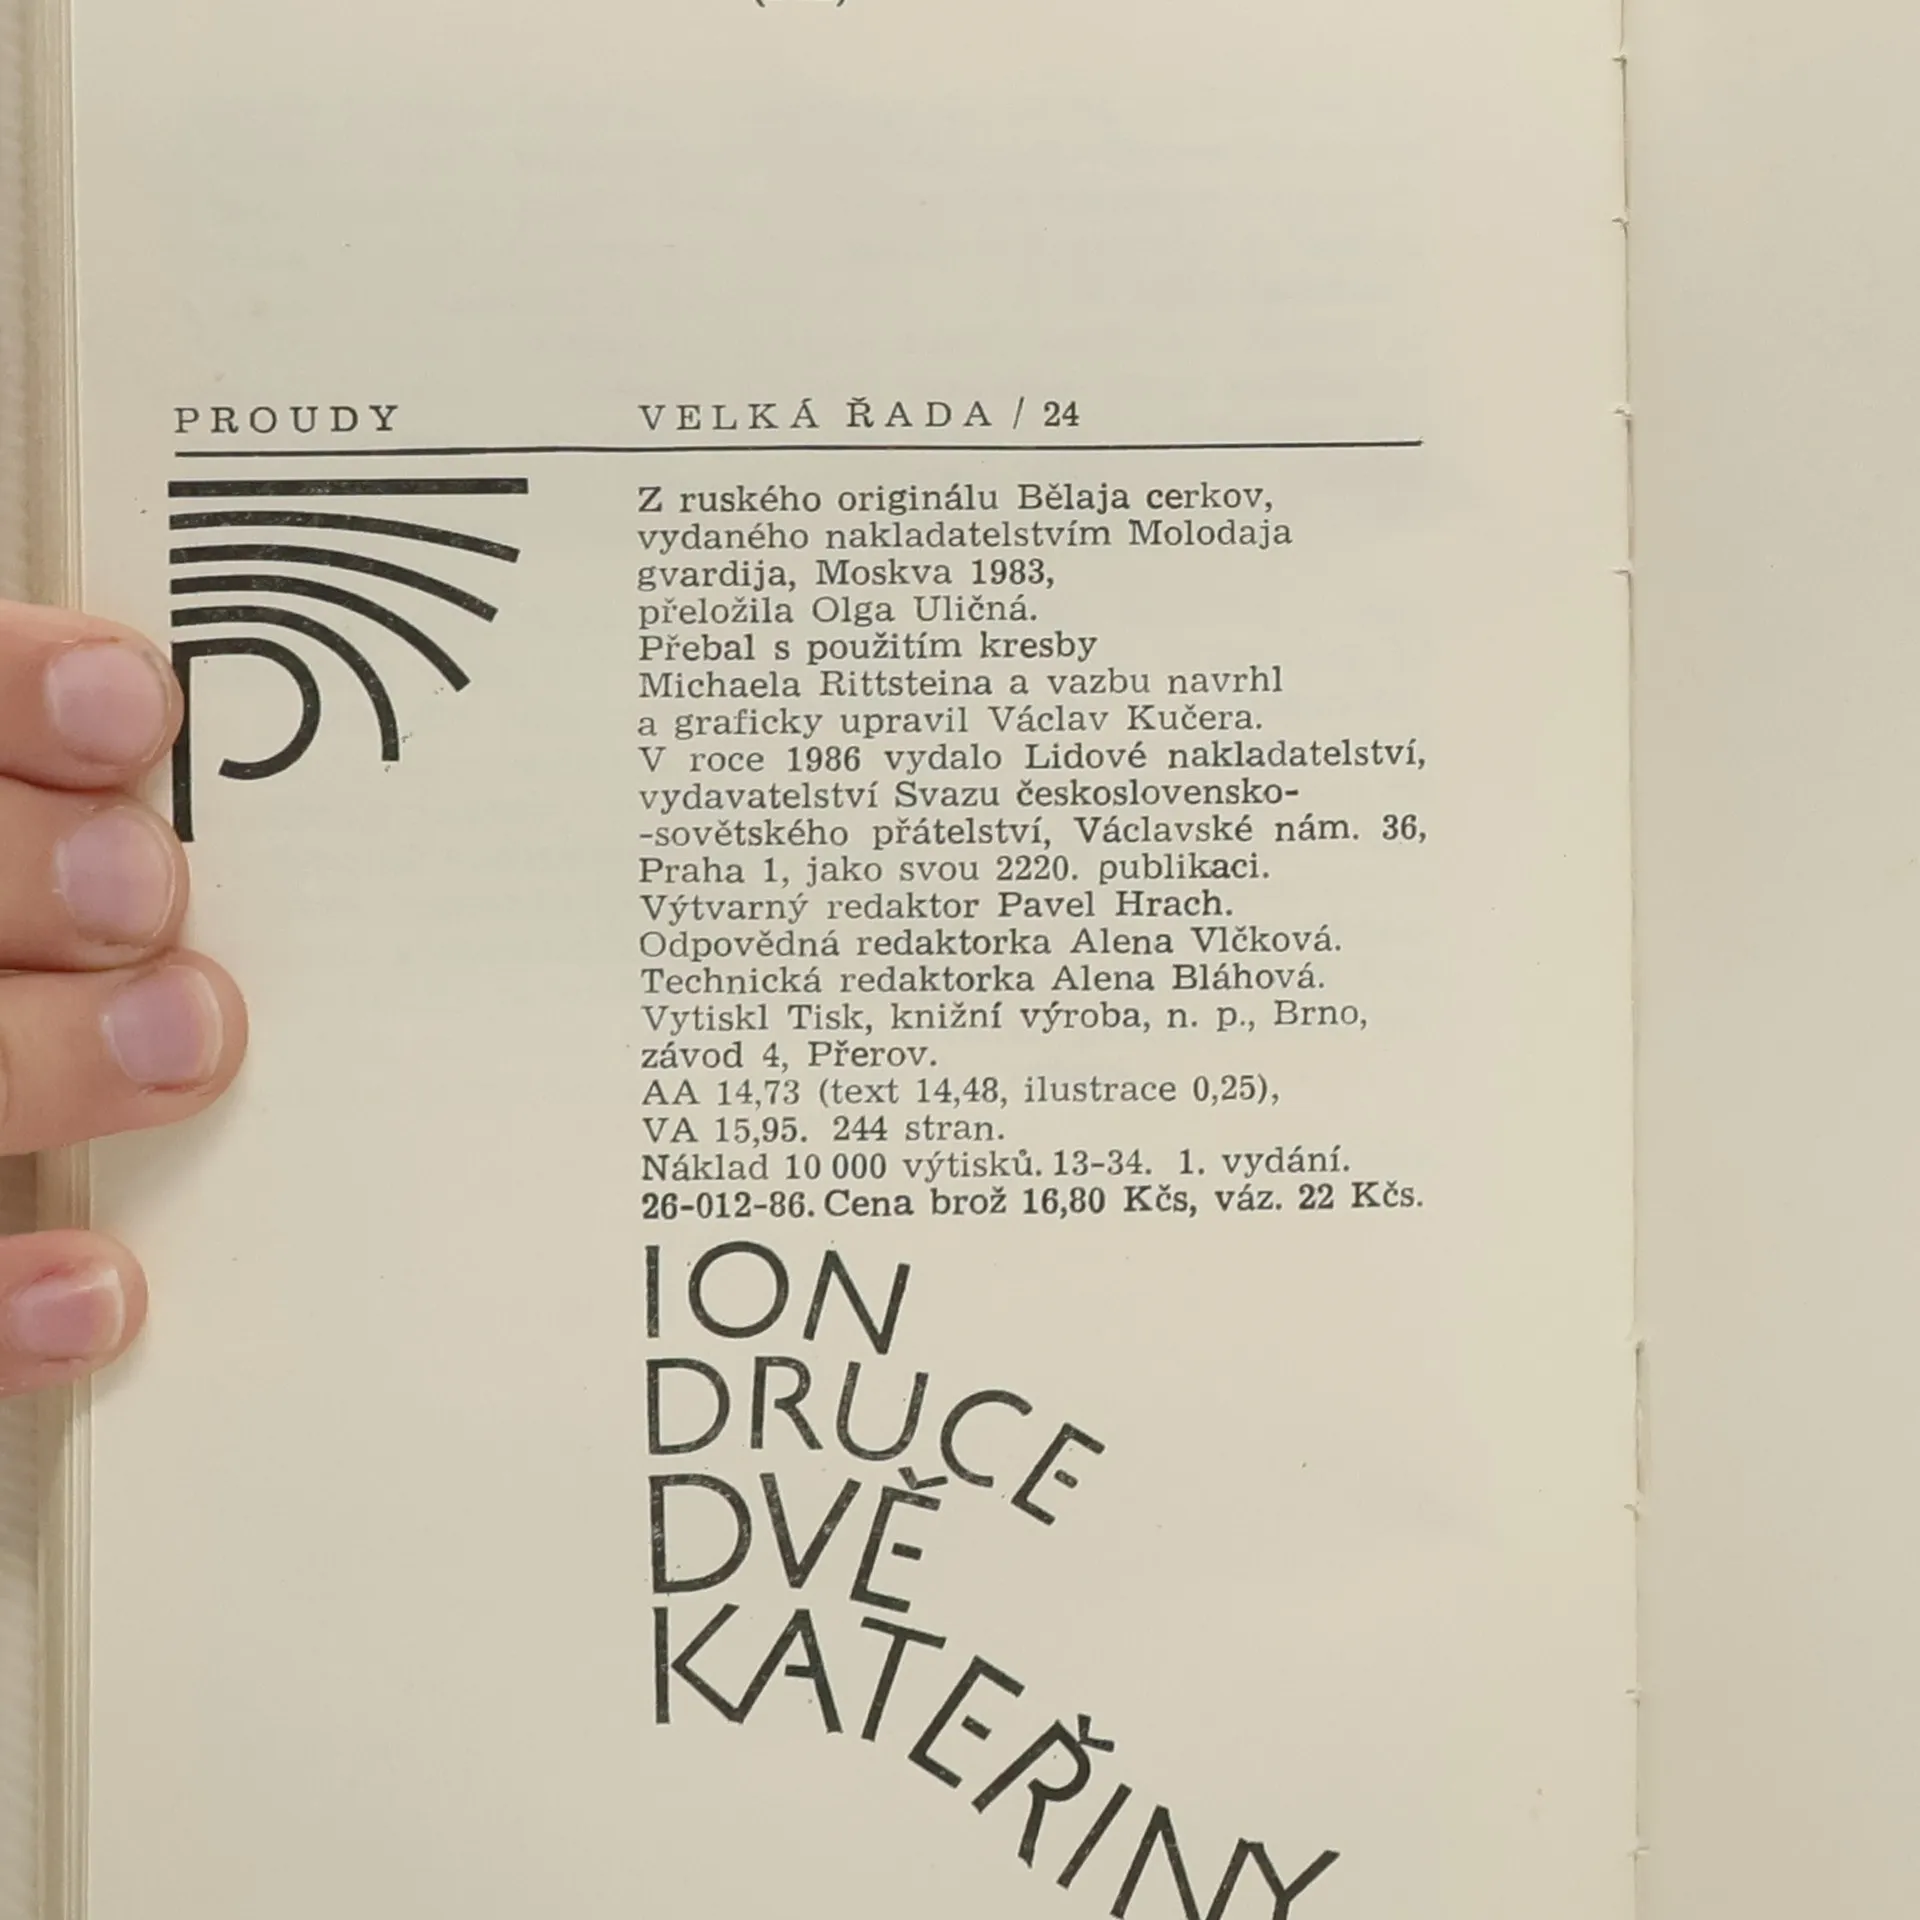 PROUDY VELKÁ ŘADA / 24
Z ruského originálu Bělaja cerkov,
vydaného nakladatelstvím Molodaja
gvardija, Moskva 1983,
přeložila Olga Uličná.
Přebal s použitím kresby
Michaela Rittsteina a vazbu navrhl
a graficky upravil Václav Kučera.
V roce 1986 vydalo Lidové nakladatelství,
vydavatelství Svazu československo-
-sovětského přátelství, Václavské nám. 36,
Praha 1, jako svou 2220. publikaci.
Výtvarný redaktor Pavel Hrach.
Odpovědná redaktorka Alena Vlčková.
Technická redaktorka Alena Bláhová.
Vytiskl Tisk, knižní výroba, n. p., Brno,
závod 4, Přerov.
AA 14,73 (text 14,48, ilustrace 0,25),
VA 15,95. 244 stran.
Náklad 10 000 výtisků. 13-34. 1. vydání.
26-012-86. Cena brož 16,80 Kčs, váz. 22 Kčs.
ION
DRUCE
DVĚ
KATEŘINY